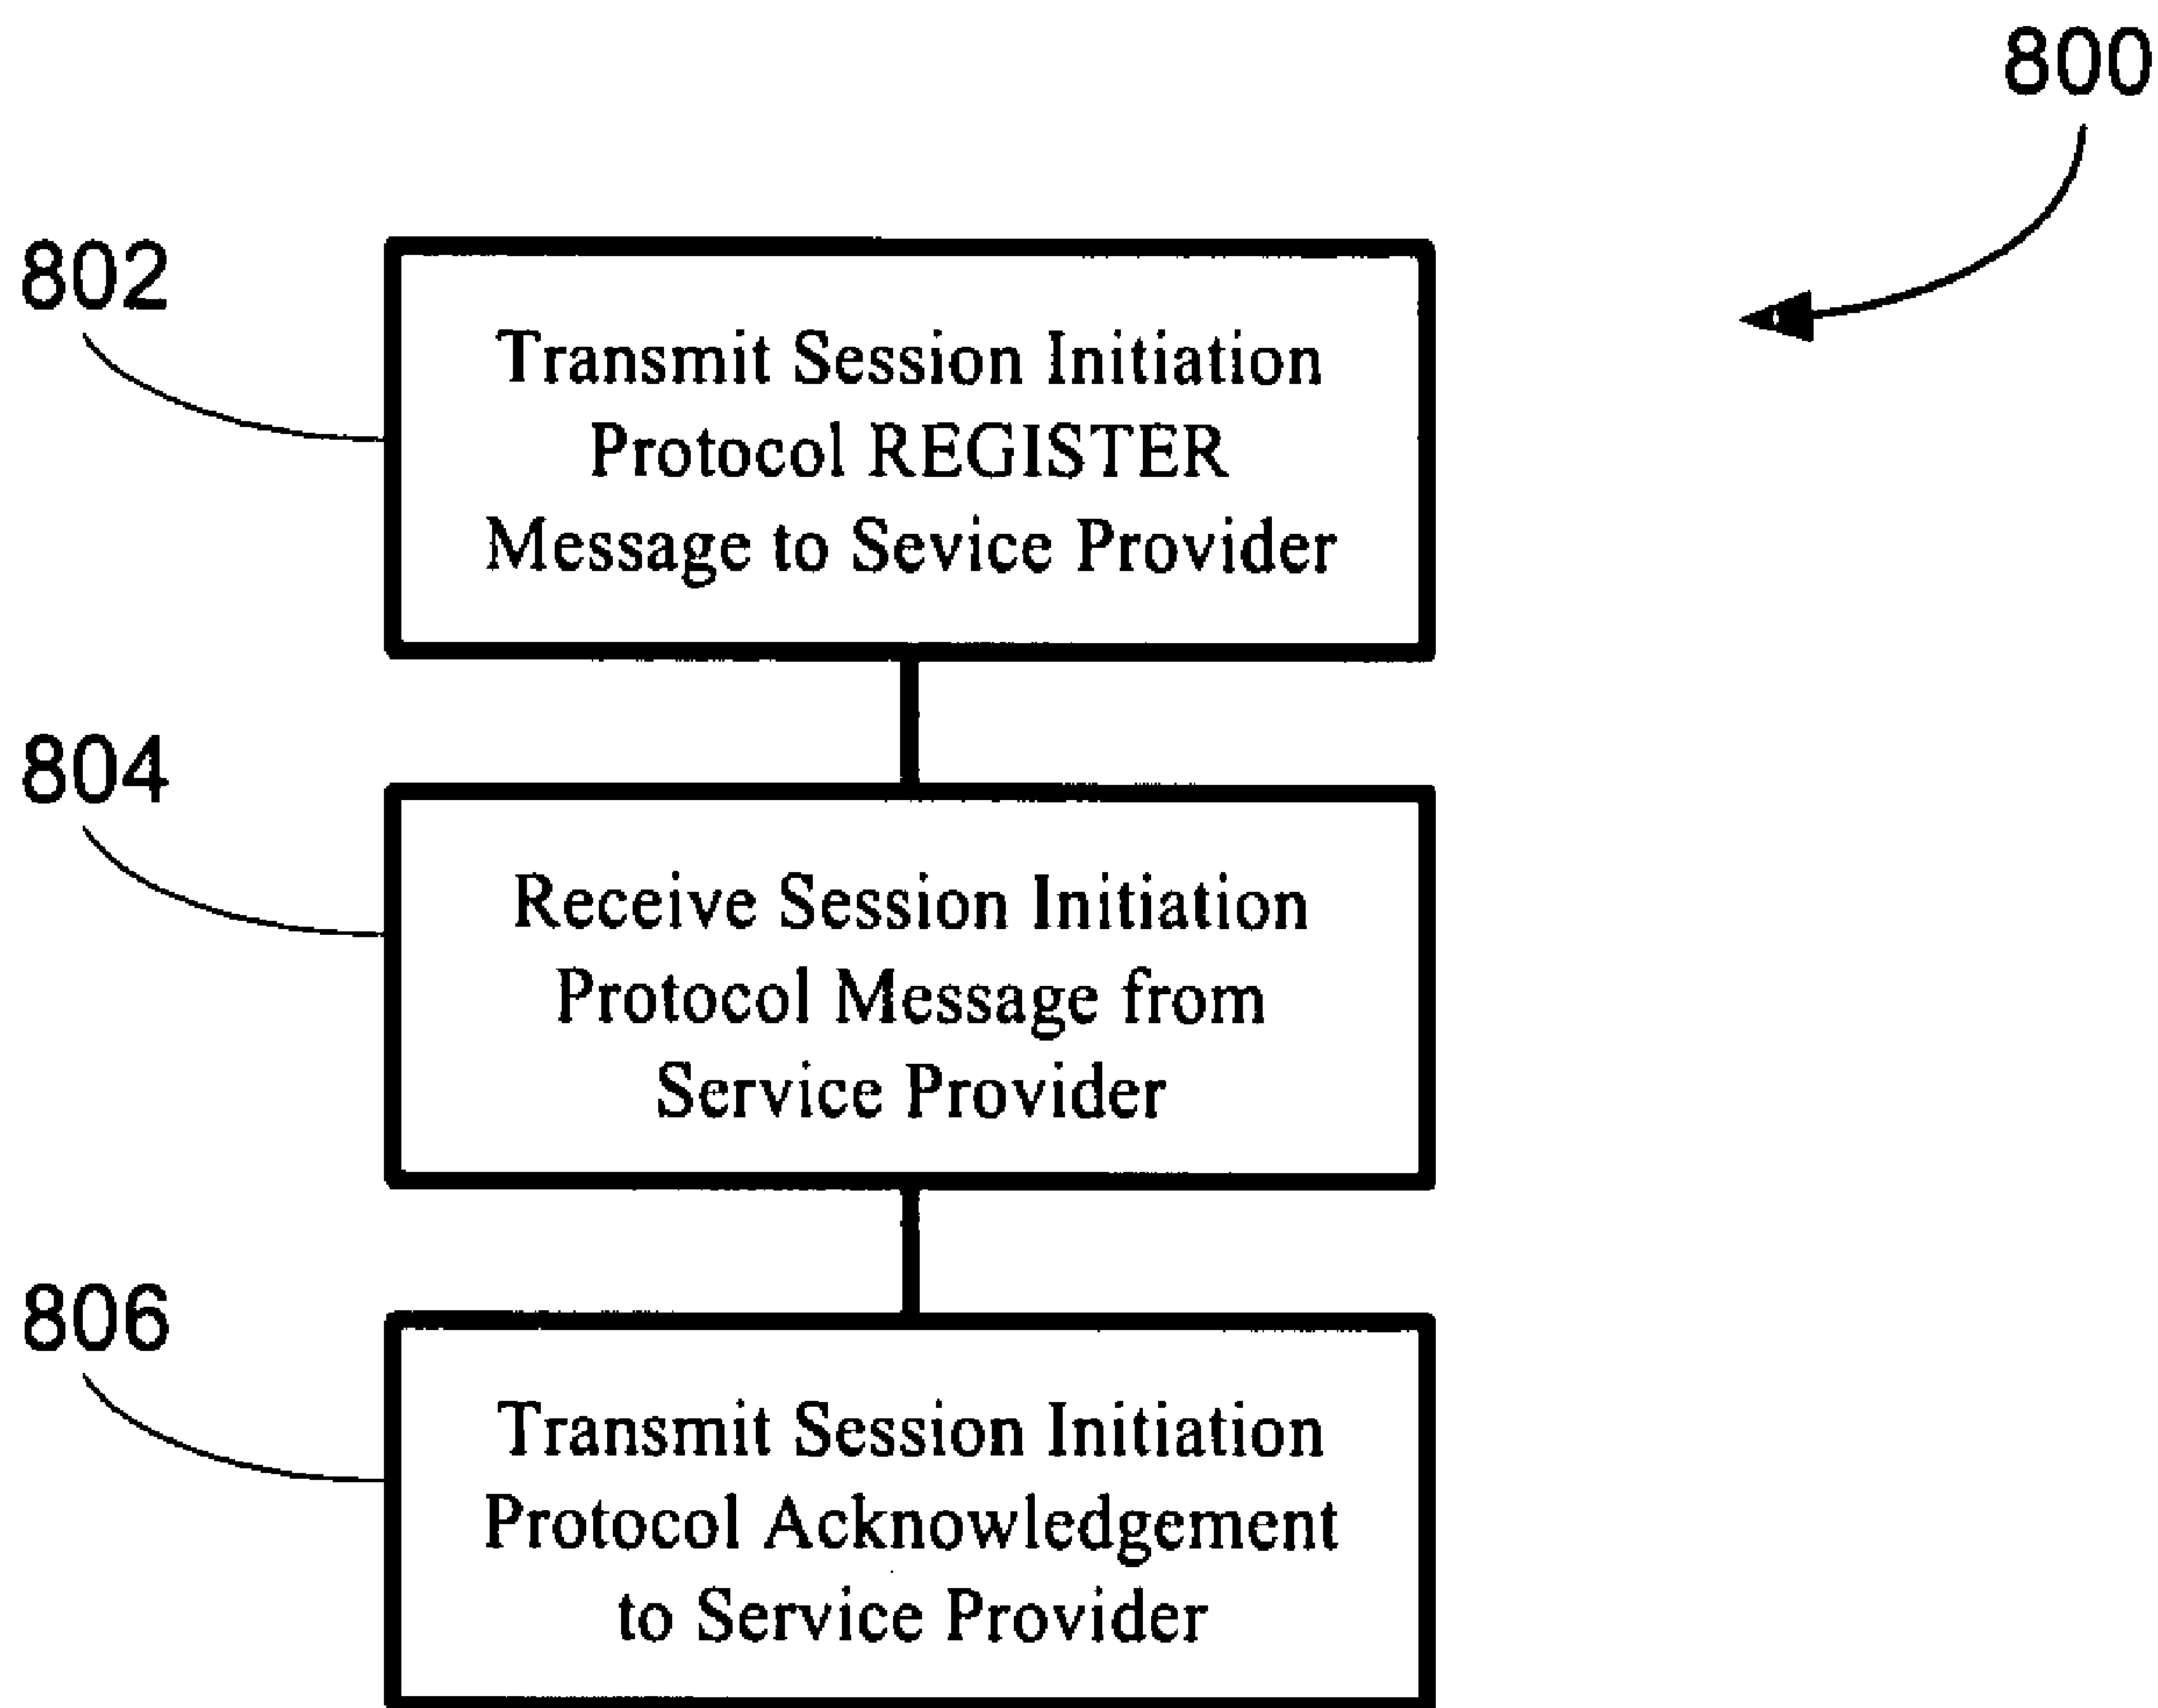 800
802
Transmit Session Initiation
Protocol REGISTER
Message to Sevice Provider
804
Receive Session Initiation
Protocol Message from
Service Provider
806
Transmit Session Initiation
Protocol Acknowledgement
to Service Provider